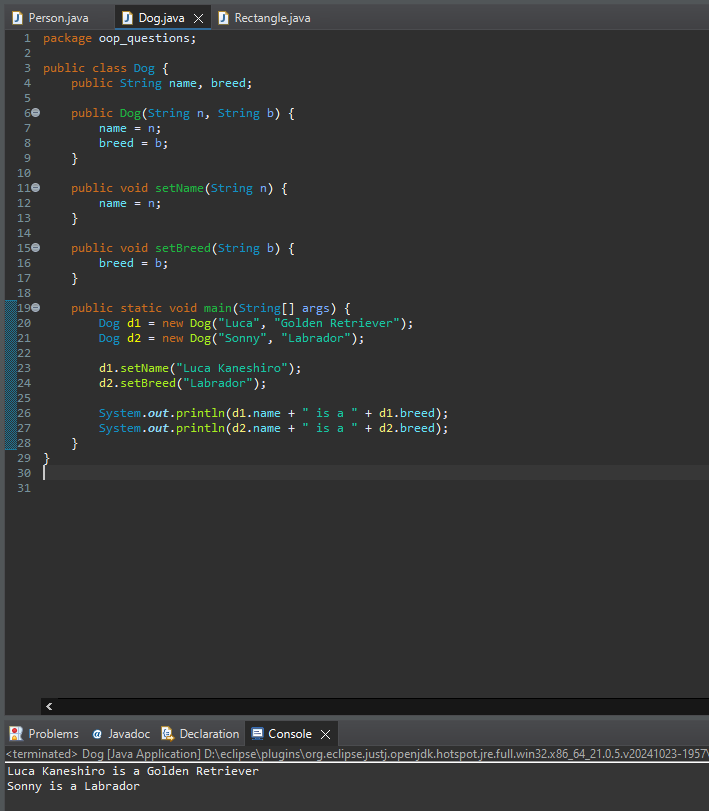 Person.java Dog.java Rectangle.java
1 package oop_questions;
2
3 public class Dog {
4 public String name, breed;
5
6 public Dog(String n, String b) {
7 name = n;
8 breed = b;
9 }
10
11 public void setName(String n) {
12 name = n;
13 }
14
15 public void setBreed(String b) {
16 breed = b;
17 }
18
19 public static void main(String[] args) {
20 Dog d1 = new Dog("Luca", "Golden Retriever");
21 Dog d2 = new Dog("Sonny", "Labrador");
22
23 d1.setName("Luca Kaneshiro");
24 d2.setBreed("Labrador");
25
26 System.out.println(d1.name + " is a " + d1.breed);
27 System.out.println(d2.name + " is a " + d2.breed);
28 }
29 }
30
31
Problems @ Javadoc Declaration Console
<terminated> Dog [Java Application] D:\eclipse\plugins\org.eclipse.justj.openjdk.hotspot.jre.full.win32.x86_64_21.0.5.v20241023-1957\
Luca Kaneshiro is a Golden Retriever
Sonny is a Labrador